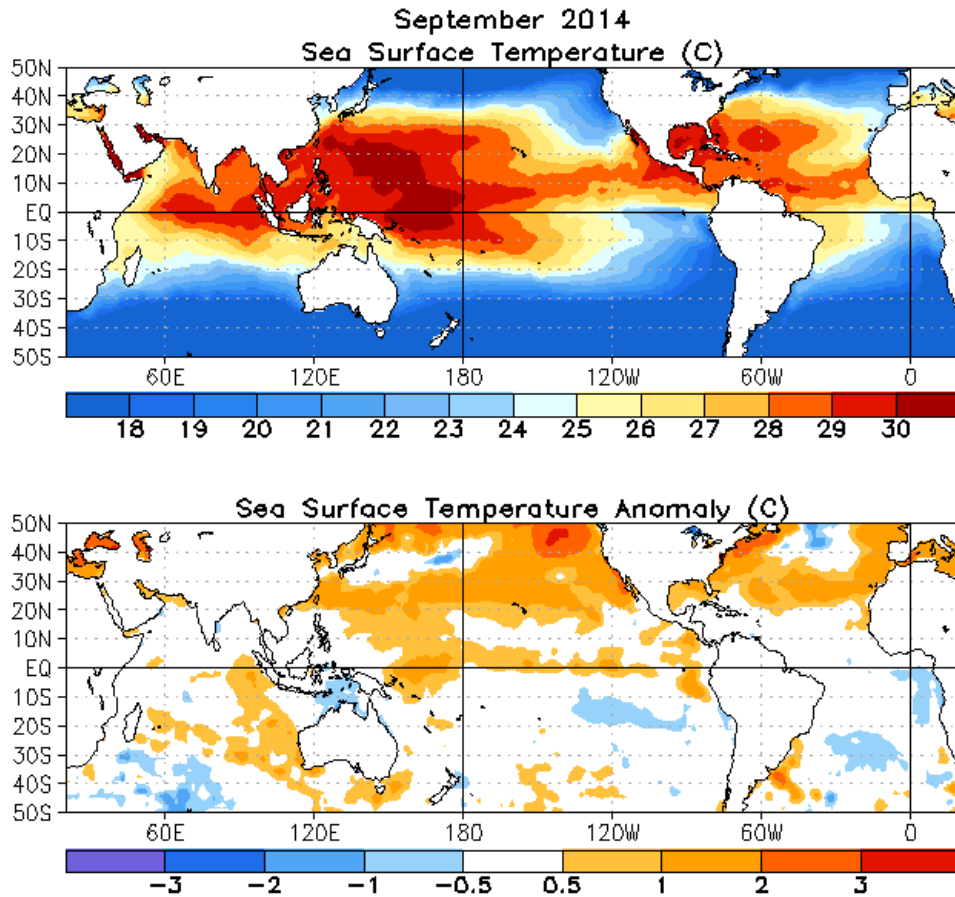 September 2014
Sea Surface Temperature (C)
50N
40N
30N
20N
10N
EQ
10S
20S
30S
40S
50S
60E 120E 180 120W 60W 0
18 19 20 21 22 23 24 25 26 27 28 29 30
Sea Surface Temperature Anomaly (C)
50N
40N
30N
20N
10N
EQ
10S
20S
30S
40S
50S
60E 120E 180 120W 60W 0
-3 -2 -1 -0.5 0.5 1 2 3